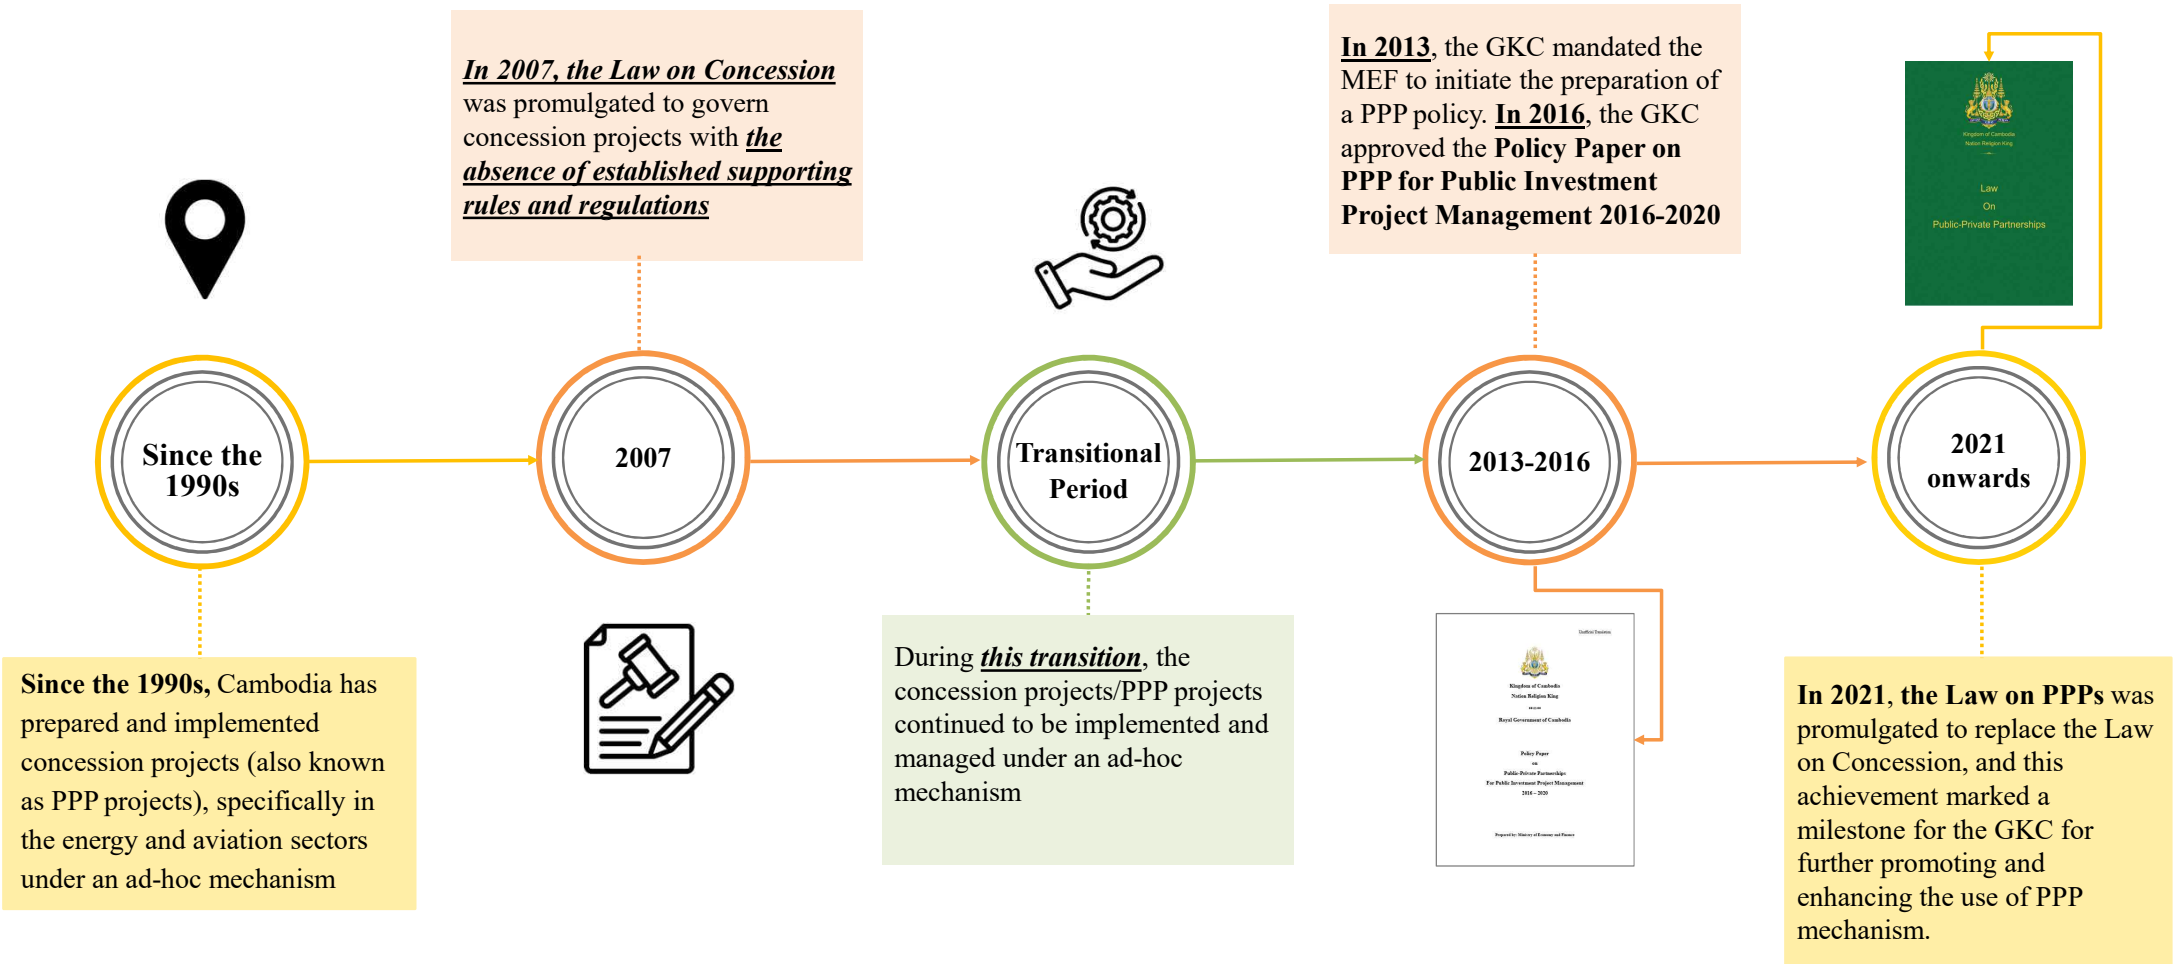 In 2007, the Law on Concession
was promulgated to govern
concession projects with the
absence of established supporting
rules and regulations
In 2013, the GKC mandated the
MEF to initiate the preparation of
a PPP policy. In 2016, the GKC
approved the Policy Paper on
PPP for Public Investment
Project Management 2016-2020
Kingdom of Cambodia
Nation Religion King
Law
On
Public-Private Partnerships
Since the
1990s
2007
Transitional
Period
2013-2016
2021
onwards
Since the 1990s, Cambodia has
prepared and implemented
concession projects (also known
as PPP projects), specifically in
the energy and aviation sectors
under an ad-hoc mechanism
During this transition, the
concession projects/PPP projects
continued to be implemented and
managed under an ad-hoc
mechanism
Unofficial Translation
Kingdom of Cambodia
Nation Religion King
Royal Government of Cambodia
Policy Paper
on
Public-Private Partnerships
For Public Investment Project Management
2016 – 2020
Prepared by: Ministry of Economy and Finance
In 2021, the Law on PPPs was
promulgated to replace the Law
on Concession, and this
achievement marked a
milestone for the GKC for
further promoting and
enhancing the use of PPP
mechanism.